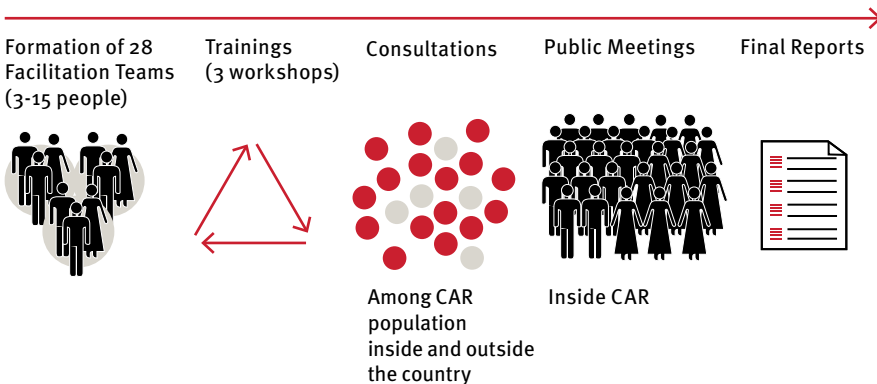 Formation of 28
Facilitation Teams
(3-15 people)
Trainings
(3 workshops)
Consultations
Public Meetings
Final Reports
Among CAR
population
inside and outside
the country
Inside CAR